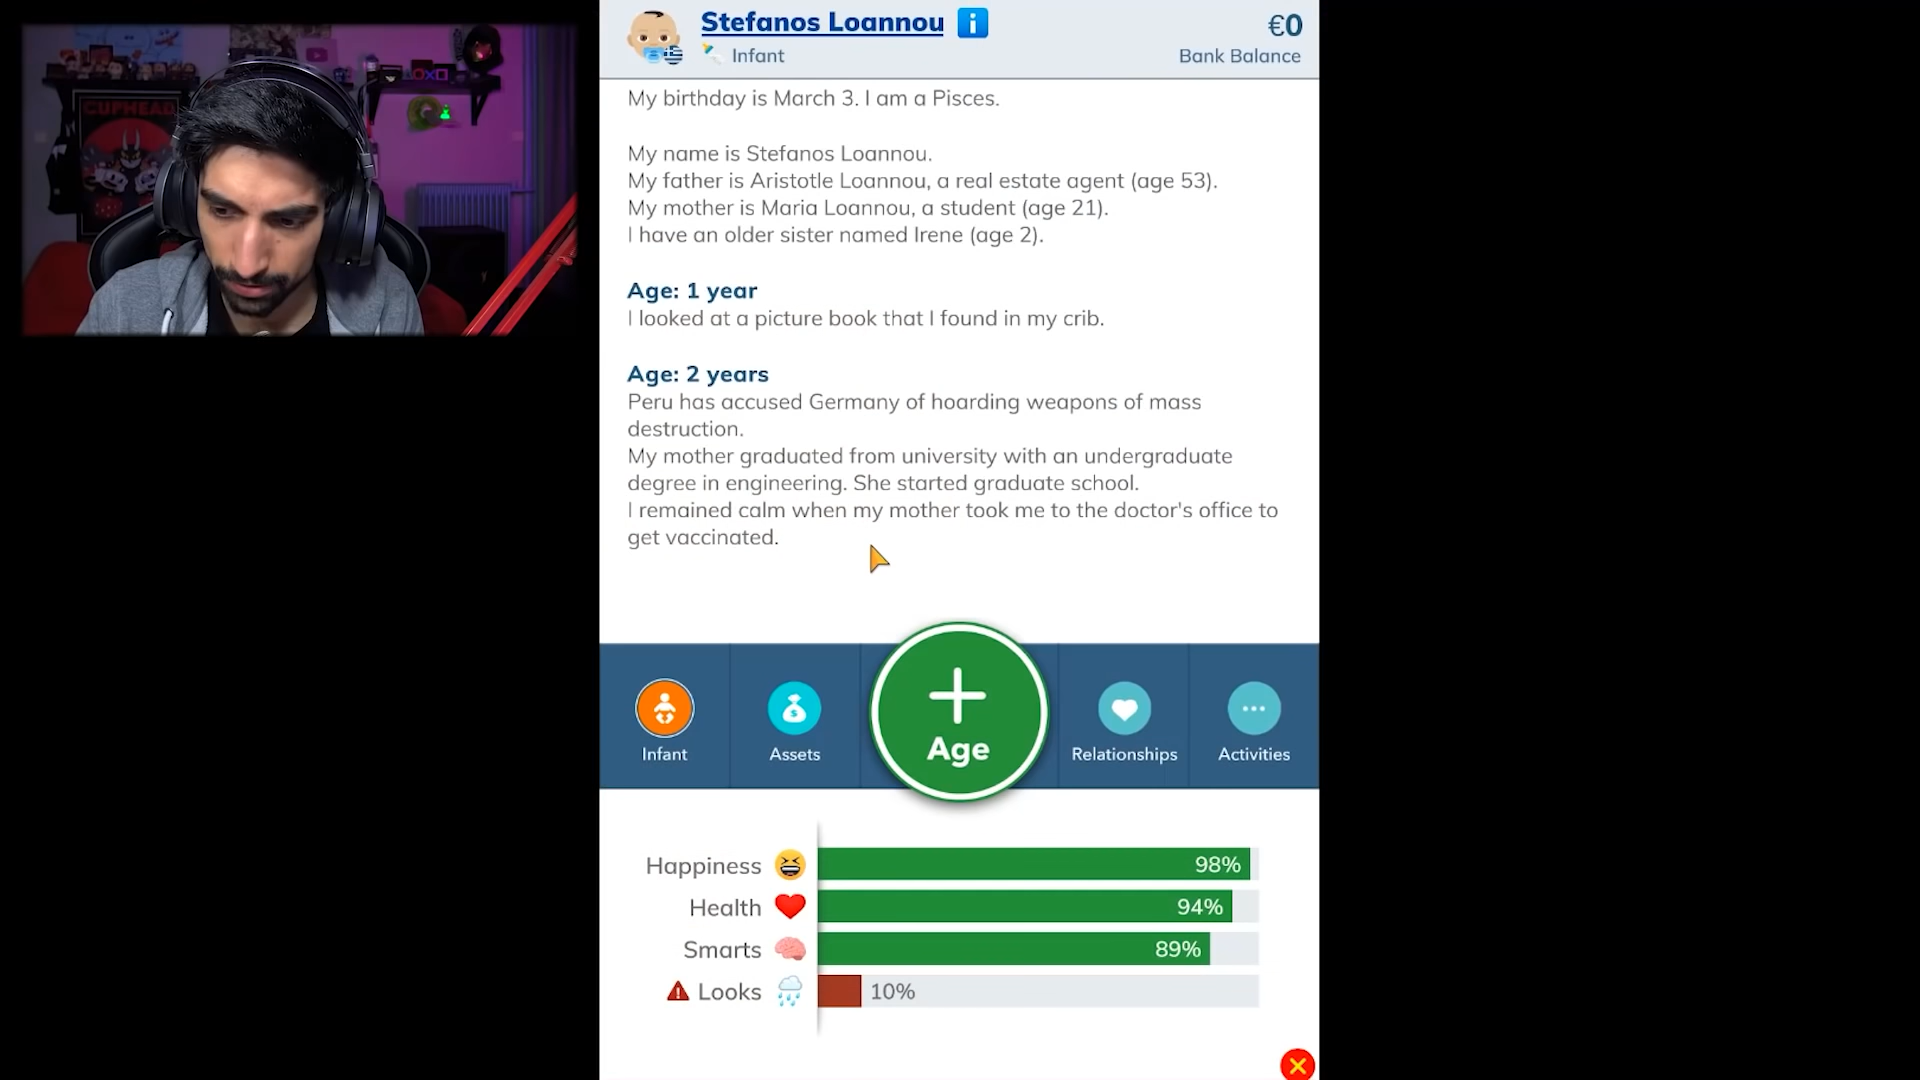 CUPHEAD
Stefanos Loannou
i
Infant
€0
Bank Balance
My birthday is March 3. I am a Pisces.
My name is Stefanos Loannou.
My father is Aristotle Loannou, a real estate agent (age 53).
My mother is Maria Loannou, a student (age 21).
I have an older sister named Irene (age 2).
Age: 1 year
I looked at a picture book that I found in my crib.
Age: 2 years
Peru has accused Germany of hoarding weapons of mass
destruction.
My mother graduated from university with an undergraduate
degree in engineering. She started graduate school.
I remained calm when my mother took me to the doctor's office to
get vaccinated.
Infant
Assets
Age
Relationships
Activities
Happiness 98%
Health 94%
Smarts 89%
Looks 10%